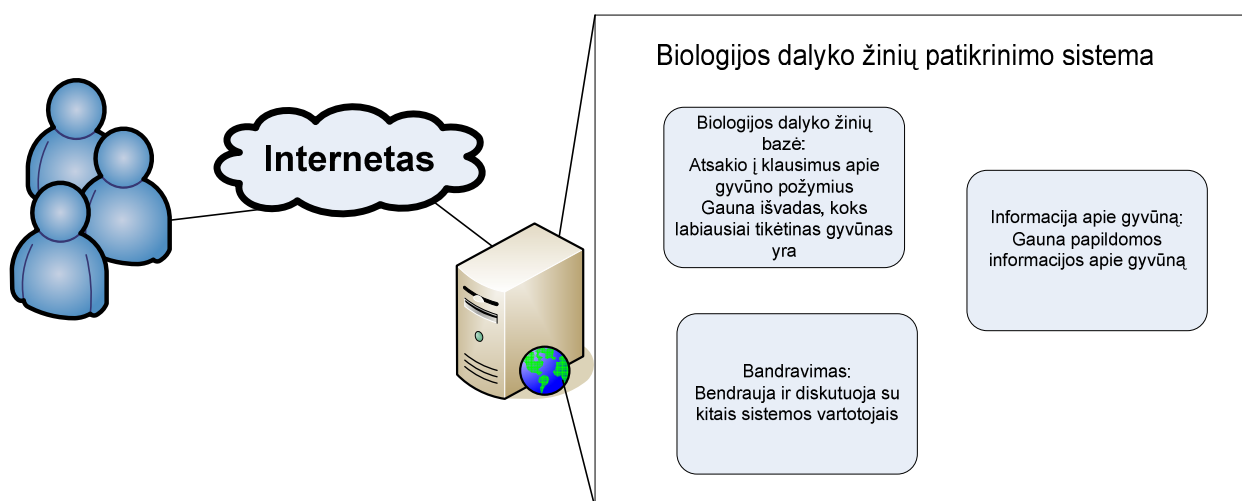 Biologijos dalyko žinių patikrinimo sistema
Internetas
Biologijos dalyko žinių
bazė:
Atsakio į klausimus apie
gyvūno požymius
Gauna išvadas, koks
labiausiai tikėtinas gyvūnas
yra
Informacija apie gyvūną:
Gauna papildomos
informacijos apie gyvūną
Bandravimas:
Bendrauja ir diskutuoja su
kitais sistemos vartotojais